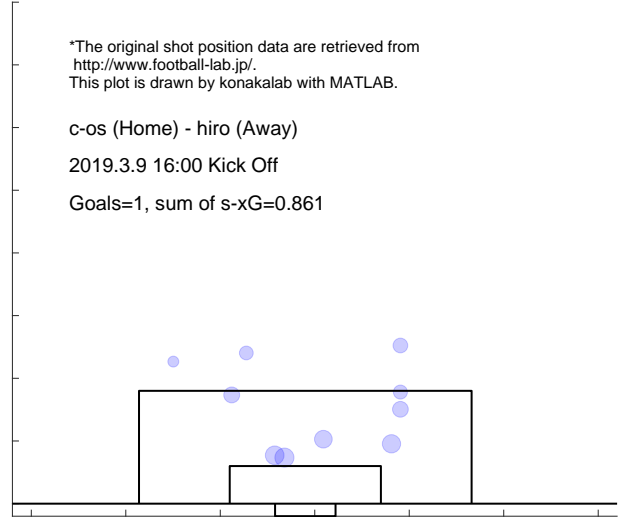 *The original shot position data are retrieved from
http://www.football-lab.jp/.
This plot is drawn by konakalab with MATLAB.
c-os (Home) - hiro (Away)
2019.3.9 16:00 Kick Off
Goals=1, sum of s-xG=0.861